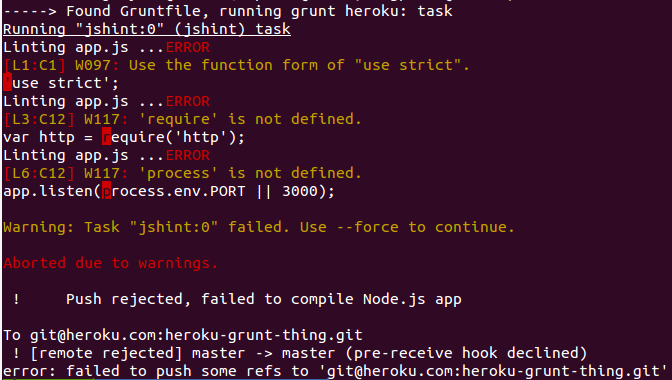 -----> Found Gruntfile, running grunt heroku: task
Running "jshint:0" (jshint) task
Linting app.js ...ERROR
[L1:C1] W097: Use the function form of "use strict".
'use strict';
Linting app.js ...ERROR
[L3:C12] W117: 'require' is not defined.
var http = require('http');
Linting app.js ...ERROR
[L6:C12] W117: 'process' is not defined.
app.listen(process.env.PORT || 3000);
Warning: Task "jshint:0" failed. Use --force to continue.
Aborted due to warnings.
!     Push rejected, failed to compile Node.js app
To git@heroku.com:heroku-grunt-thing.git
! [remote rejected] master -> master (pre-receive hook declined)
error: failed to push some refs to 'git@heroku.com:heroku-grunt-thing.git'